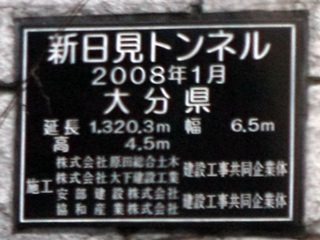 新日見トンネル
2008年1月
大分県
延長 1,320.3m 幅 6.5m
高 4.5m
施工
株式会社原田総合土木
株式会社大下建設工業
建設工事共同企業体
安部建設株式会社
協和産業株式会社
建設工事共同企業体